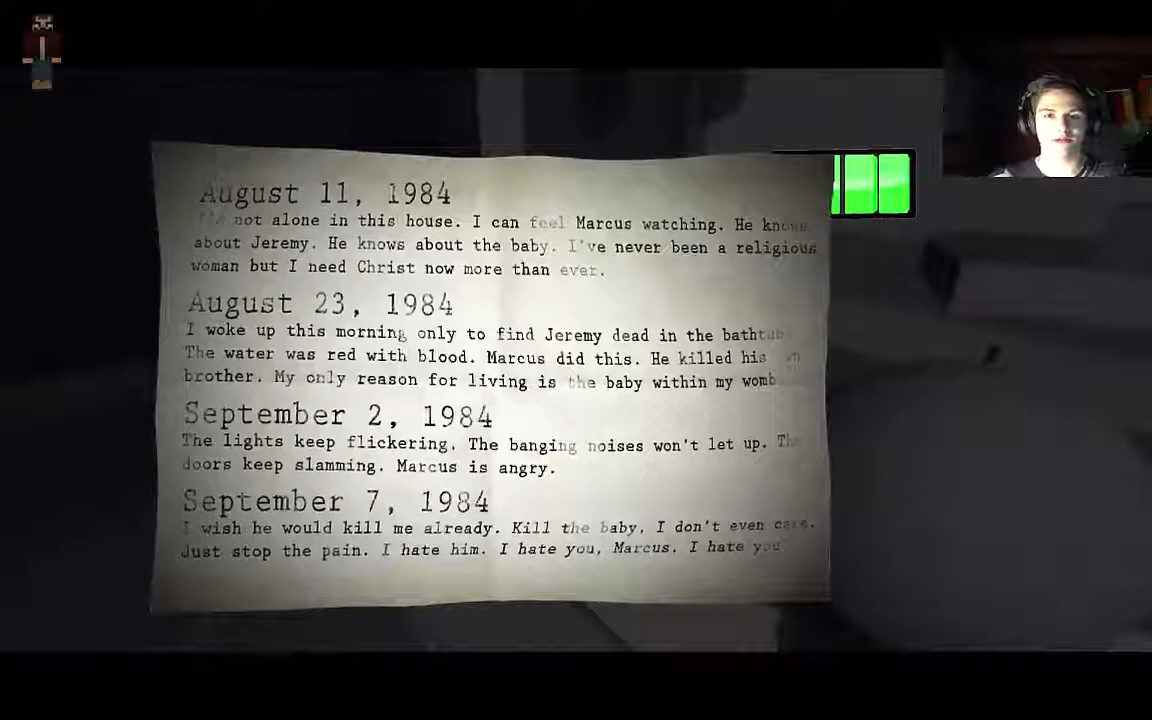 August 11, 1984
I'm not alone in this house. I can feel Marcus watching. He knows
about Jeremy. He knows about the baby. I've never been a religious
woman but I need Christ now more than ever.
August 23, 1984
I woke up this morning only to find Jeremy dead in the bathtub
The water was red with blood. Marcus did this. He killed his
brother. My only reason for living is the baby within my womb
September 2, 1984
The lights keep flickering. The banging noises won't let up. The
doors keep slamming. Marcus is angry.
September 7, 1984
I wish he would kill me already. Kill the baby, I don't even care.
Just stop the pain. I hate him. I hate you, Marcus. I hate you